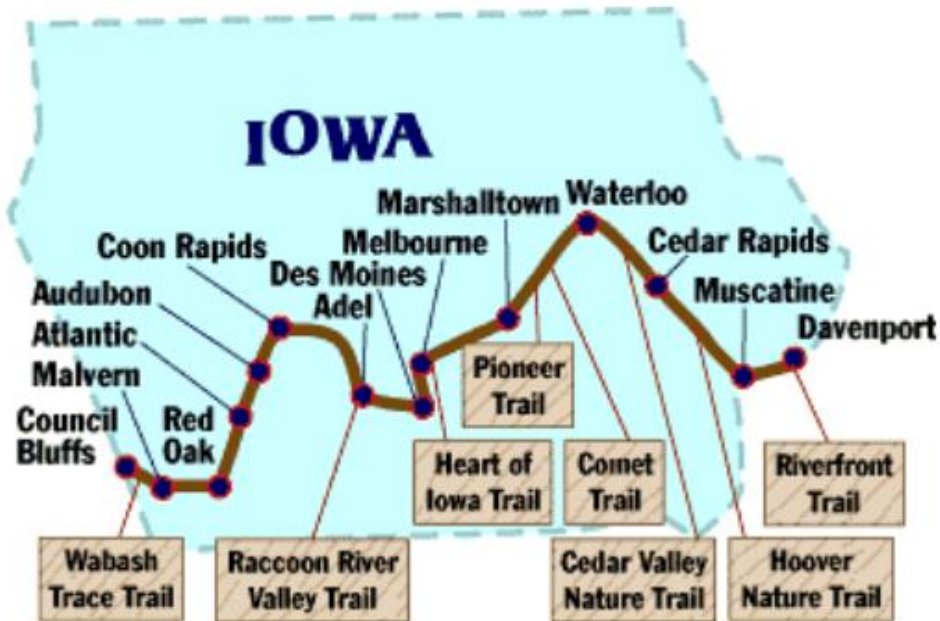 IOWA
Waterloo
Marshalltown
Coon Rapids
Melbourne
Cedar Rapids
Des Moines
Audubon
Adel
Muscatine
Atlantic
Davenport
Malvern
Pioneer
Trail
Council
Bluffs
Red
Oak
Heart of
Iowa Trail
Comet
Trail
Riverfront
Trail
Wabash
Trace Trail
Raccoon River
Valley Trail
Cedar Valley
Nature Trail
Hoover
Nature Trail